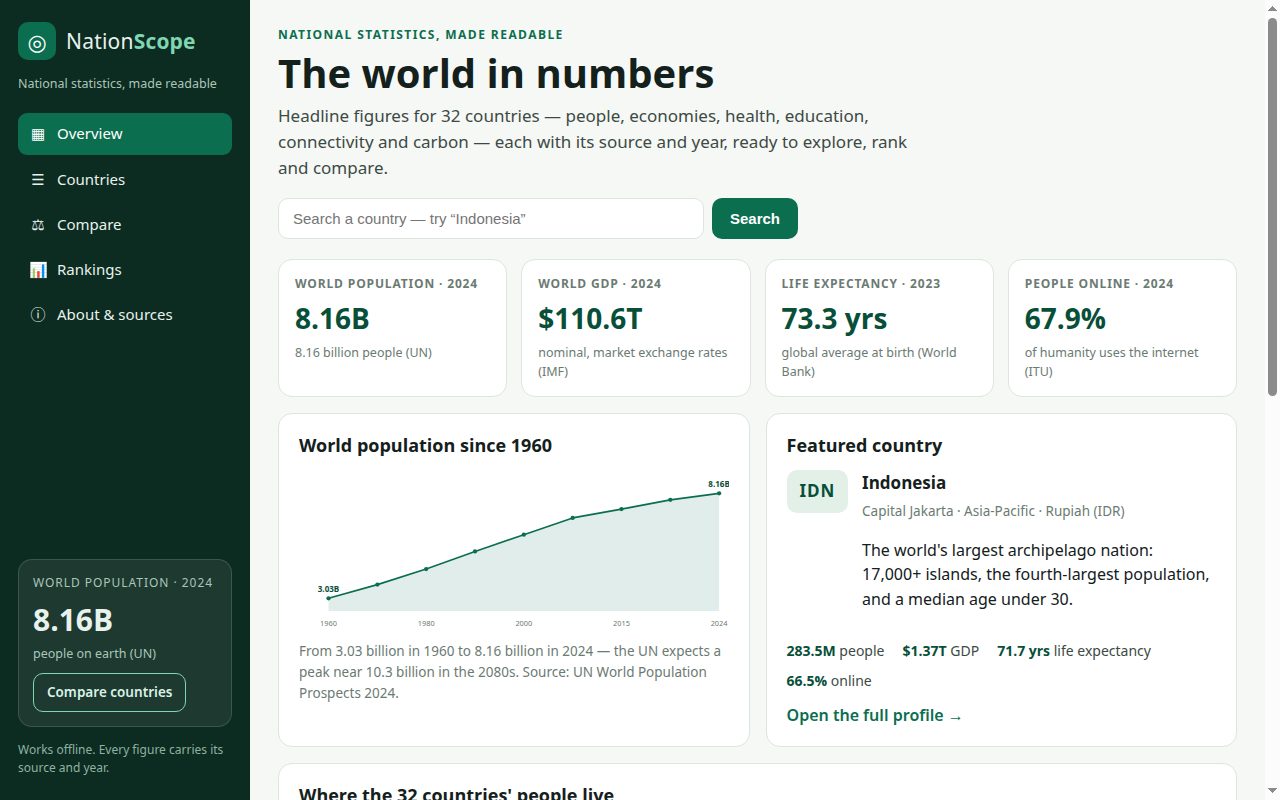 NationScope
National statistics, made readable
Overview
Countries
Compare
Rankings
About & sources
WORLD POPULATION · 2024
8.16B
people on earth (UN)
Compare countries
Works offline. Every figure carries its
source and year.
NATIONAL STATISTICS, MADE READABLE
The world in numbers
Headline figures for 32 countries — people, economies, health, education,
connectivity and carbon — each with its source and year, ready to explore, rank
and compare.
Search a country — try “Indonesia”
Search
WORLD POPULATION · 2024
8.16B
8.16 billion people (UN)
WORLD GDP · 2024
$110.6T
nominal, market exchange rates
(IMF)
LIFE EXPECTANCY · 2023
73.3 yrs
global average at birth (World
Bank)
PEOPLE ONLINE · 2024
67.9%
of humanity uses the internet
(ITU)
World population since 1960
8.16B
3.03B
1960 1980 2000 2015 2024
From 3.03 billion in 1960 to 8.16 billion in 2024 — the UN expects a
peak near 10.3 billion in the 2080s. Source: UN World Population
Prospects 2024.
Featured country
IDN
Indonesia
Capital Jakarta · Asia-Pacific · Rupiah (IDR)
The world's largest archipelago nation:
17,000+ islands, the fourth-largest population,
and a median age under 30.
283.5M people $1.37T GDP 71.7 yrs life expectancy
66.5% online
Open the full profile →
Where the 32 countries' people live